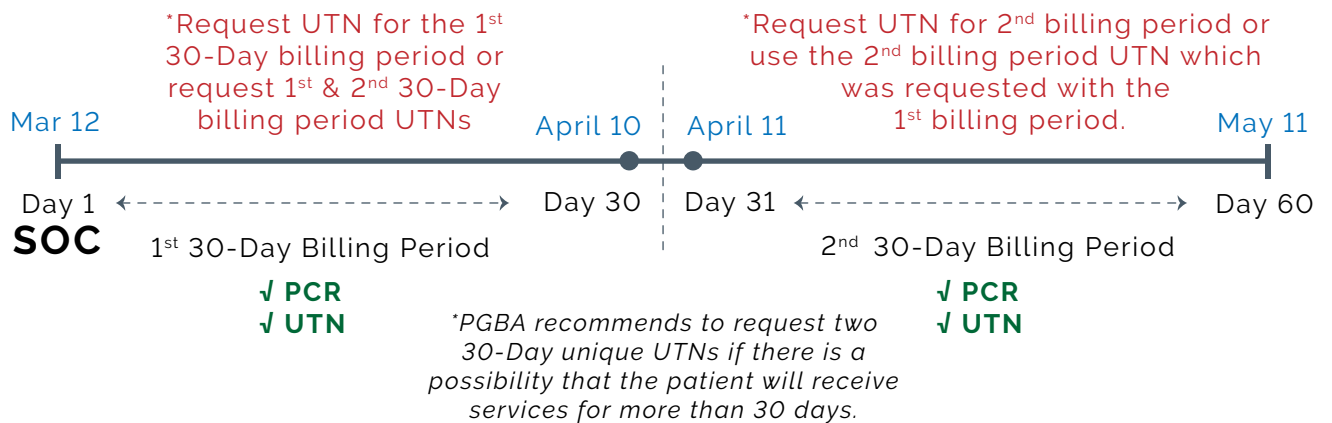 *Request UTN for the 1st
30-Day billing period or
request 1st & 2nd 30-Day
billing period UTNs
*Request UTN for 2nd billing period or
use the 2nd billing period UTN which
was requested with the
1st billing period.
Mar 12
April 10
April 11
May 11
Day 1
SOC
Day 30
Day 31
Day 60
1st 30-Day Billing Period
√ PCR
√ UTN
2nd 30-Day Billing Period
√ PCR
√ UTN
*PGBA recommends to request two
30-Day unique UTNs if there is a
possibility that the patient will receive
services for more than 30 days.